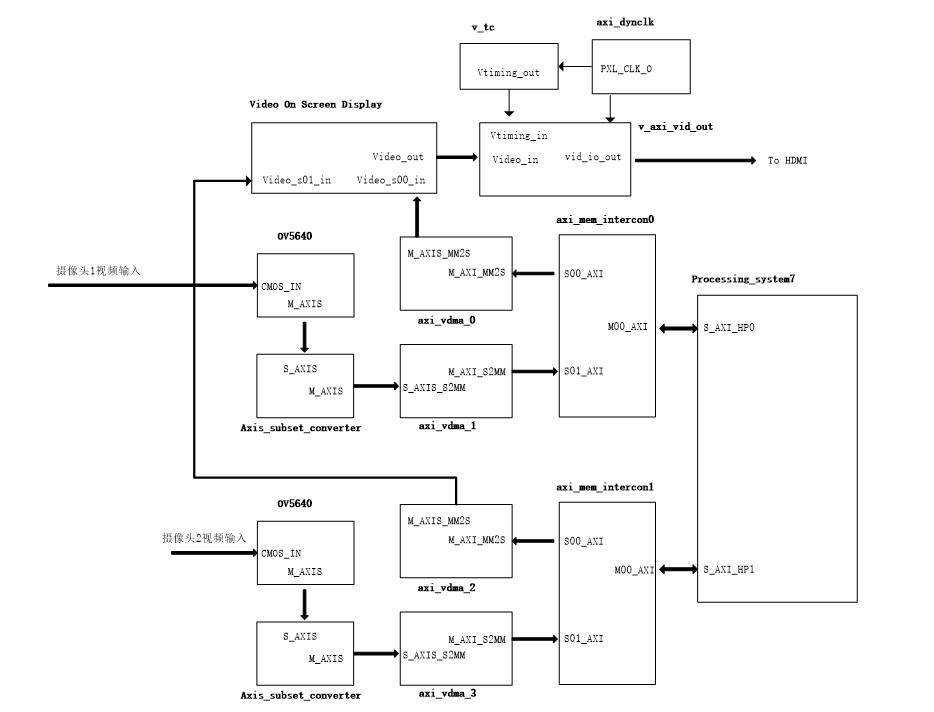 v_tc
axi_dynclk
Vtiming_out
PXL_CLK_0
Video On Screen Display
v_axi_vid_out
Vtiming_in
Video_out
Video_in
vid_io_out
To HDMI
Video_s01_in
Video_s00_in
axi_mem_intercon0
OV5640
M_AXIS_MM2S
摄像头1视频输入
M_AXI_MM2S
S00_AXI
Processing_system7
CMOS_IN
M_AXIS
axi_vdma_0
M00_AXI
S_AXI_HP0
S_AXIS
M_AXI_S2MM
S01_AXI
M_AXIS
S_AXIS_S2MM
Axis_subset_converter
axi_vdma_1
axi_mem_intercon1
OV5640
M_AXIS_MM2S
摄像头2视频输入
M_AXI_MM2S
S00_AXI
CMOS_IN
M_AXIS
M00_AXI
S_AXI_HP1
axi_vdma_2
S_AXIS
M_AXI_S2MM
S01_AXI
M_AXIS
S_AXIS_S2MM
Axis_subset_converter
axi_vdma_3